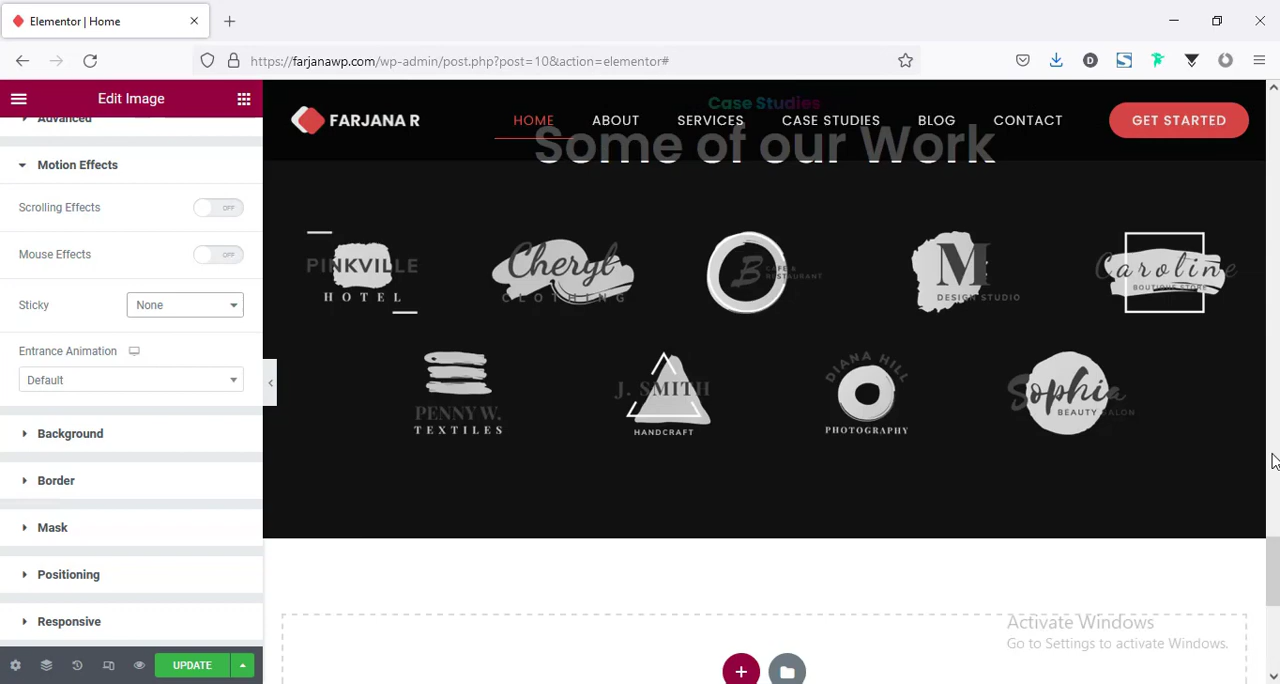 Elementor | Home
https://farjanawp.com/wp-admin/post.php?post=10&action=elementor#
Edit Image
Advanced
Motion Effects
Scrolling Effects
OFF
Mouse Effects
OFF
Sticky
None
Entrance Animation
Default
Background
Border
Mask
Positioning
Responsive
UPDATE
Case Studies
FARJANA R
HOME
ABOUT
SERVICES
CASE STUDIES
BLOG
CONTACT
GET STARTED
Some of our Work
PINKVILLE
HOTEL
Cheryl
CLOTHING
B
CAFE &
RESTAURANT
M
DESIGN STUDIO
Caroline
BOUTIQUE STORE
PENNY W.
TEXTILES
J. SMITH
HANDCRAFT
DIANA HILL
PHOTOGRAPHY
Sophia
BEAUTY SALON
Activate Windows
Go to Settings to activate Windows.